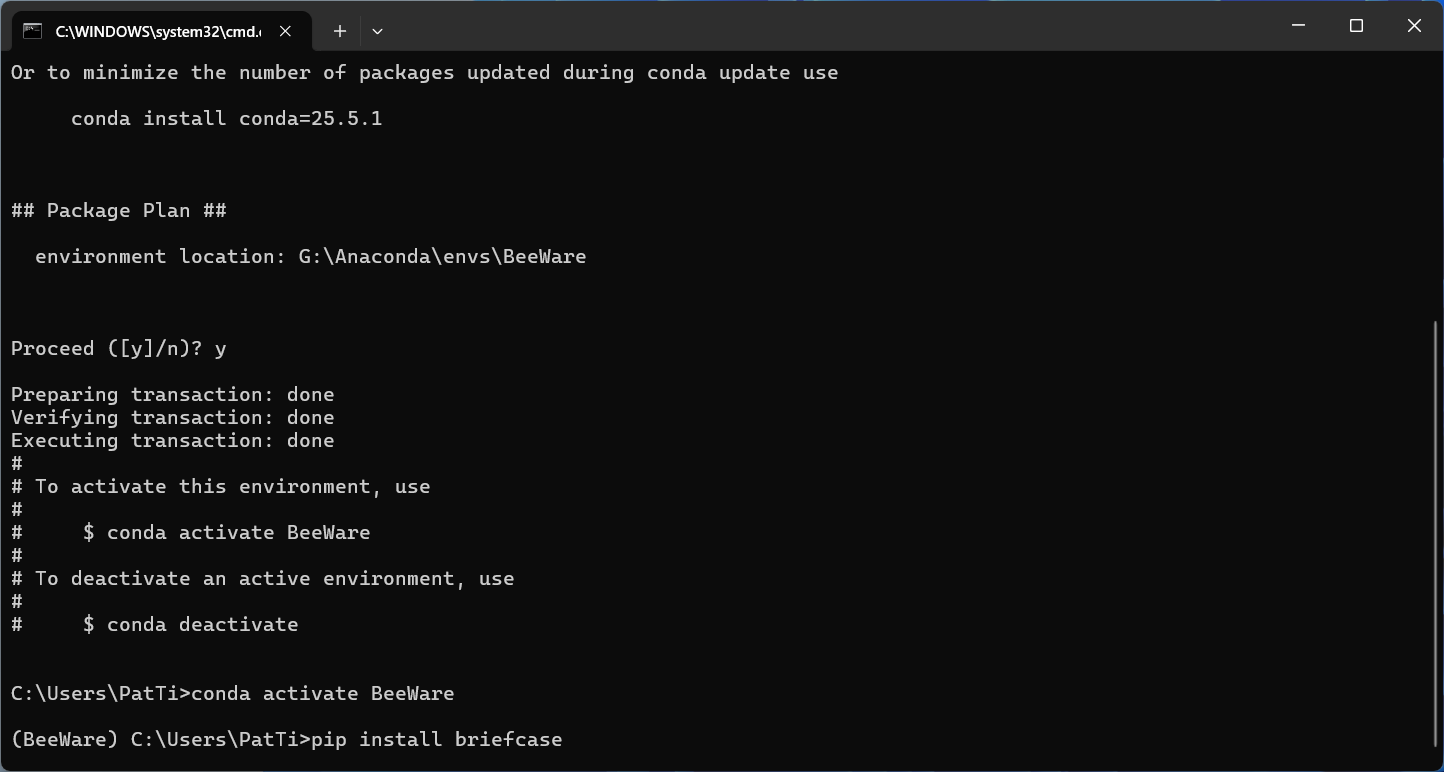 C:\WINDOWS\system32\cmd.
Or to minimize the number of packages updated during conda update use
conda install conda=25.5.1
## Package Plan ##
environment location: G:\Anaconda\envs\BeeWare
Proceed ([y]/n)? y
Preparing transaction: done
Verifying transaction: done
Executing transaction: done
#
# To activate this environment, use
#
#     $ conda activate BeeWare
#
# To deactivate an active environment, use
#
#     $ conda deactivate
C:\Users\PatTi>conda activate BeeWare
(BeeWare) C:\Users\PatTi>pip install briefcase